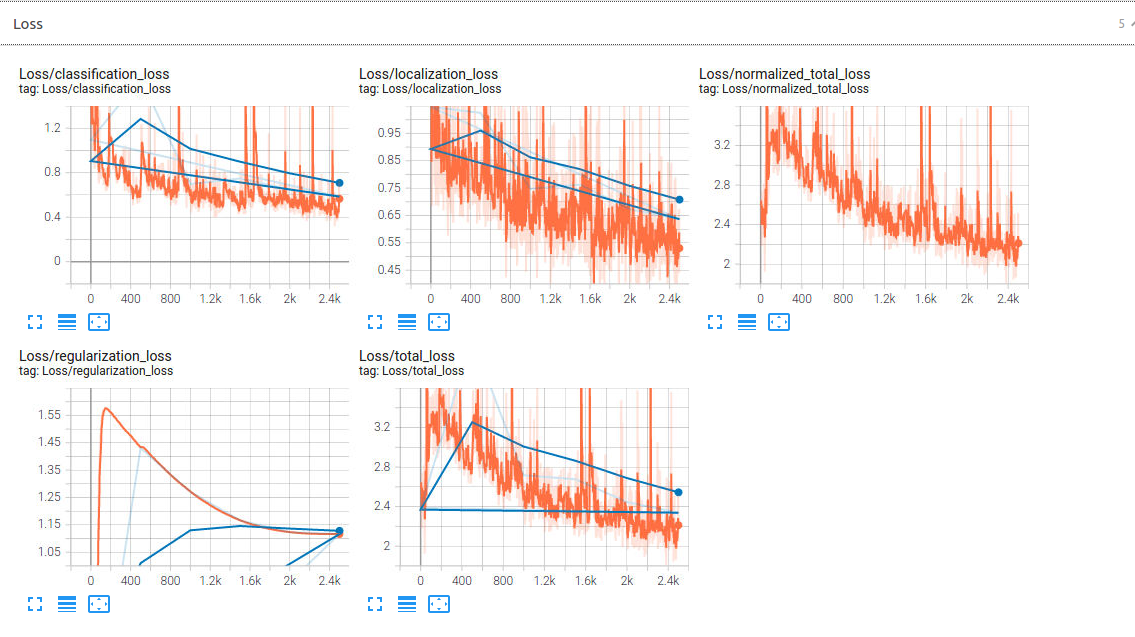 Loss
5
Loss/classification_loss
tag: Loss/classification_loss
1.2
0.8
0.4
0
0 400 800 1.2k 1.6k 2k 2.4k
Loss/localization_loss
tag: Loss/localization_loss
0.95
0.85
0.75
0.65
0.55
0.45
0 400 800 1.2k 1.6k 2k 2.4k
Loss/normalized_total_loss
tag: Loss/normalized_total_loss
3.2
2.8
2.4
2
0 400 800 1.2k 1.6k 2k 2.4k
Loss/regularization_loss
tag: Loss/regularization_loss
1.55
1.45
1.35
1.25
1.15
1.05
0 400 800 1.2k 1.6k 2k 2.4k
Loss/total_loss
tag: Loss/total_loss
3.2
2.8
2.4
2
0 400 800 1.2k 1.6k 2k 2.4k